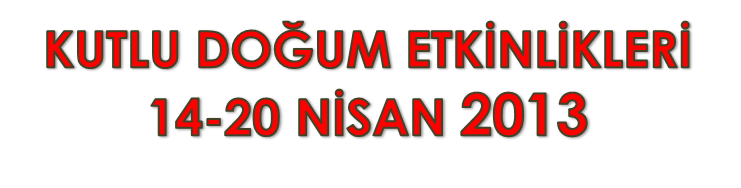 KUTLU DOĞUM ETKİNLİKLERİ
14-20 NİSAN 2013